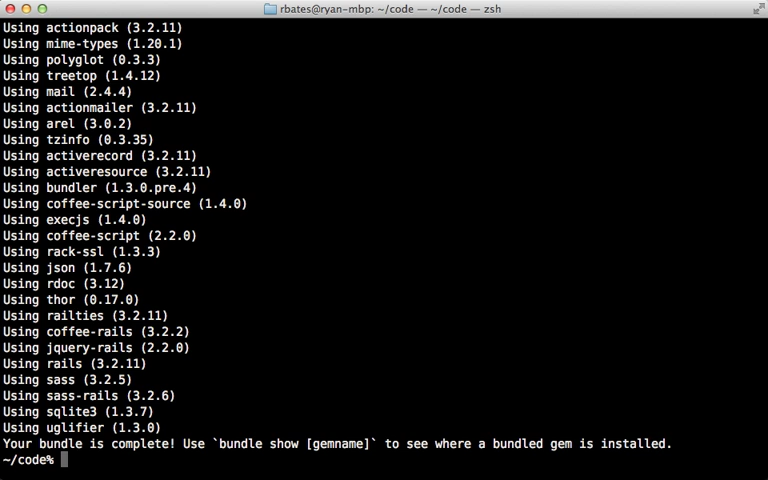 rbates@ryan-mbp: ~/code — ~/code — zsh
Using actionpack (3.2.11)
Using mime-types (1.20.1)
Using polyglot (0.3.3)
Using treetop (1.4.12)
Using mail (2.4.4)
Using actionmailer (3.2.11)
Using arel (3.0.2)
Using tzinfo (0.3.35)
Using activerecord (3.2.11)
Using activeresource (3.2.11)
Using bundler (1.3.0.pre.4)
Using coffee-script-source (1.4.0)
Using execjs (1.4.0)
Using coffee-script (2.2.0)
Using rack-ssl (1.3.3)
Using json (1.7.6)
Using rdoc (3.12)
Using thor (0.17.0)
Using railties (3.2.11)
Using coffee-rails (3.2.2)
Using jquery-rails (2.2.0)
Using rails (3.2.11)
Using sass (3.2.5)
Using sass-rails (3.2.6)
Using sqlite3 (1.3.7)
Using uglifier (1.3.0)
Your bundle is complete! Use `bundle show [gemname]` to see where a bundled gem is installed.
~/code%